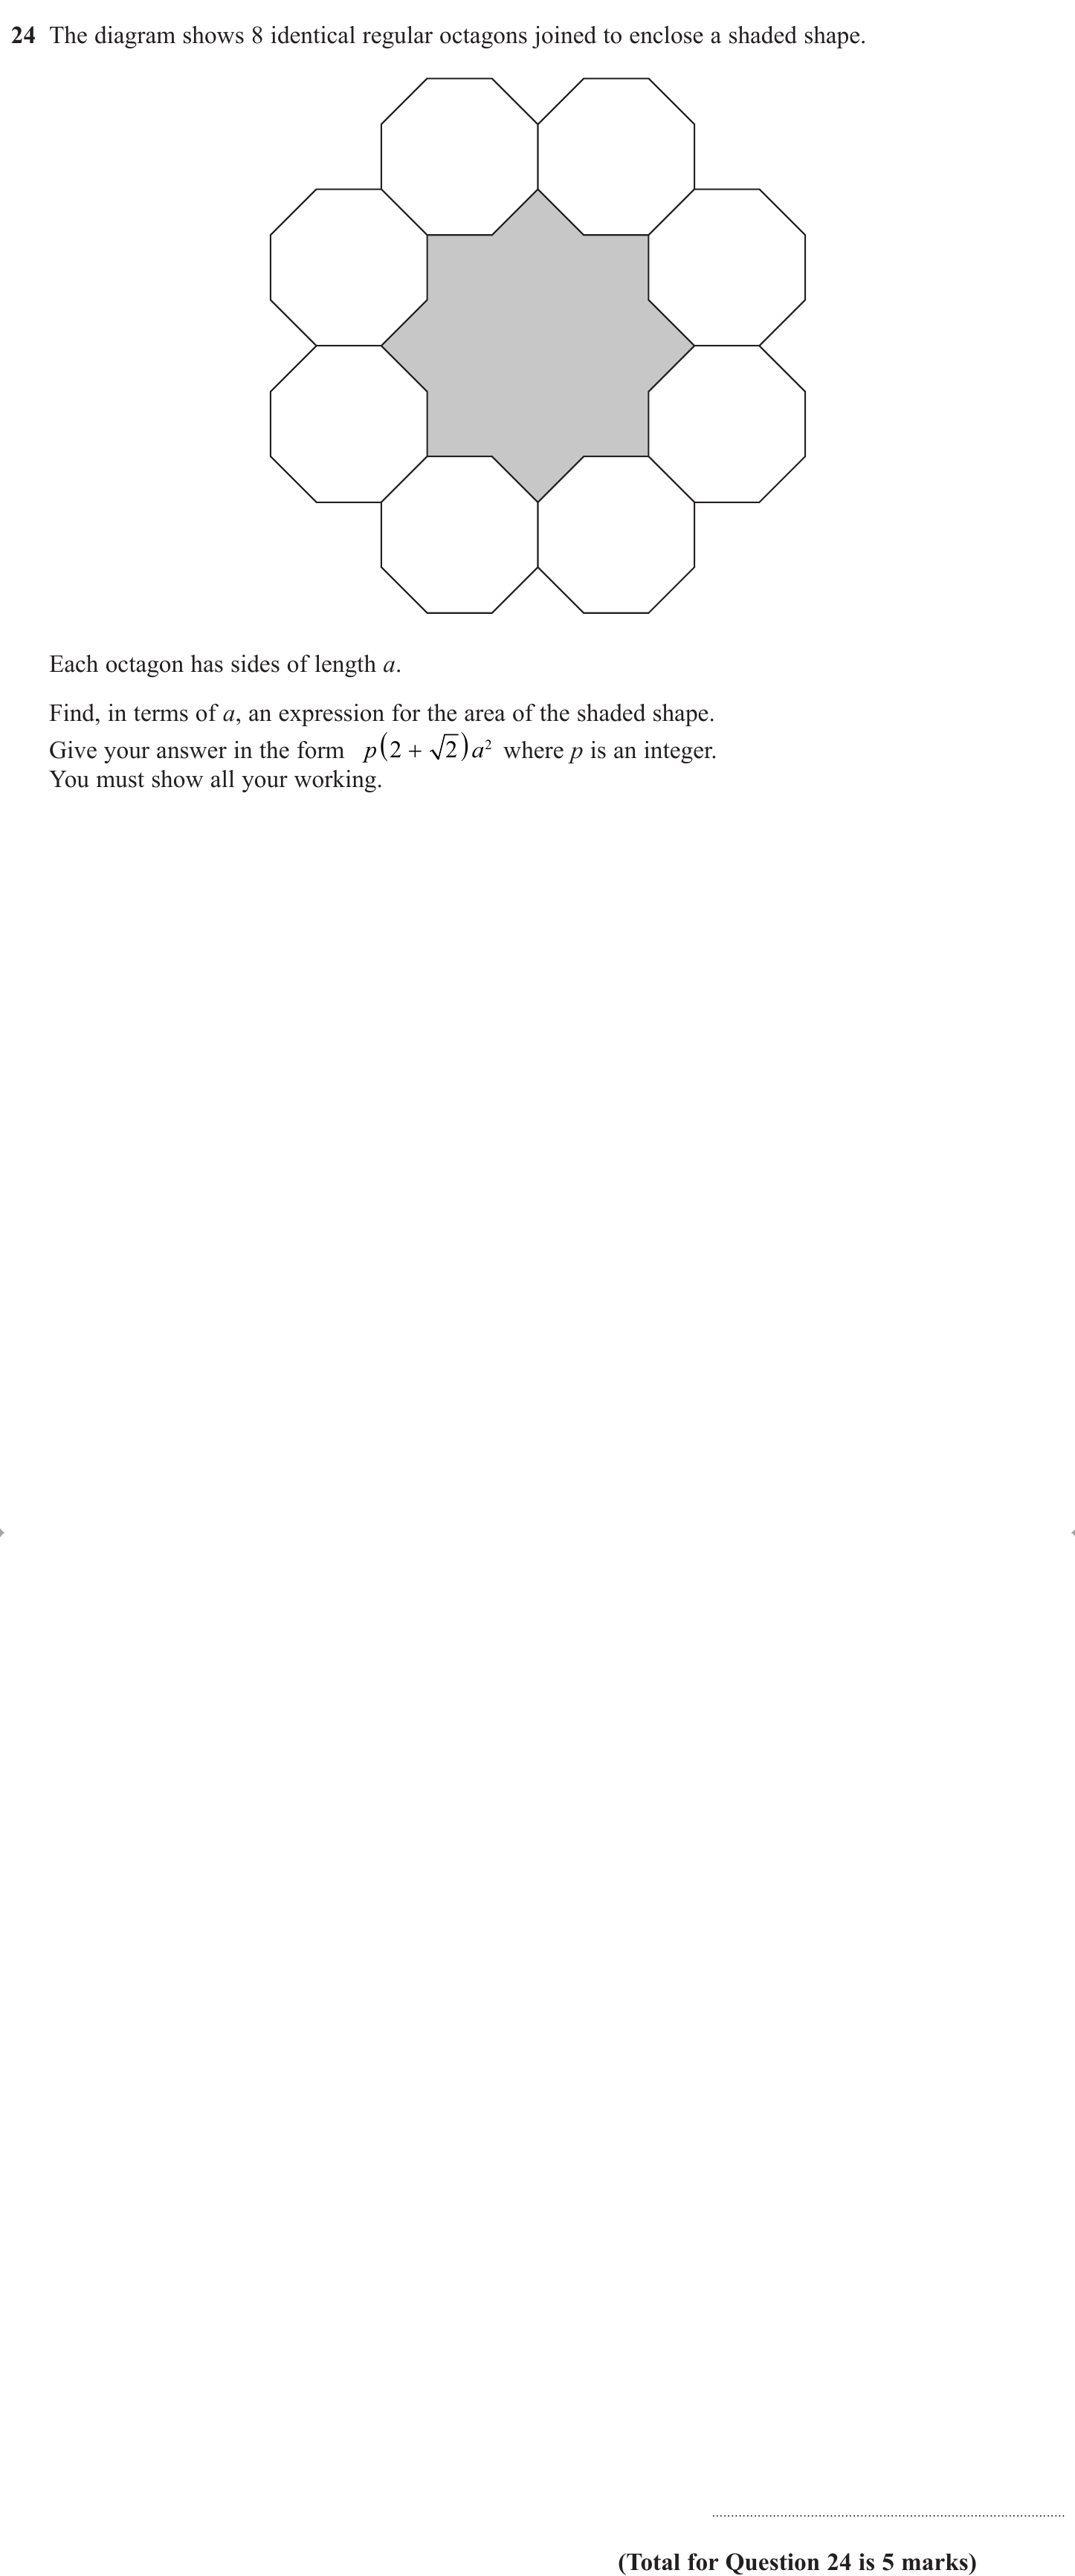 24 The diagram shows 8 identical regular octagons joined to enclose a shaded shape.
Each octagon has sides of length a.
Find, in terms of a, an expression for the area of the shaded shape.
Give your answer in the form p(2 + √2)a² where p is an integer.
You must show all your working.
(Total for Question 24 is 5 marks)